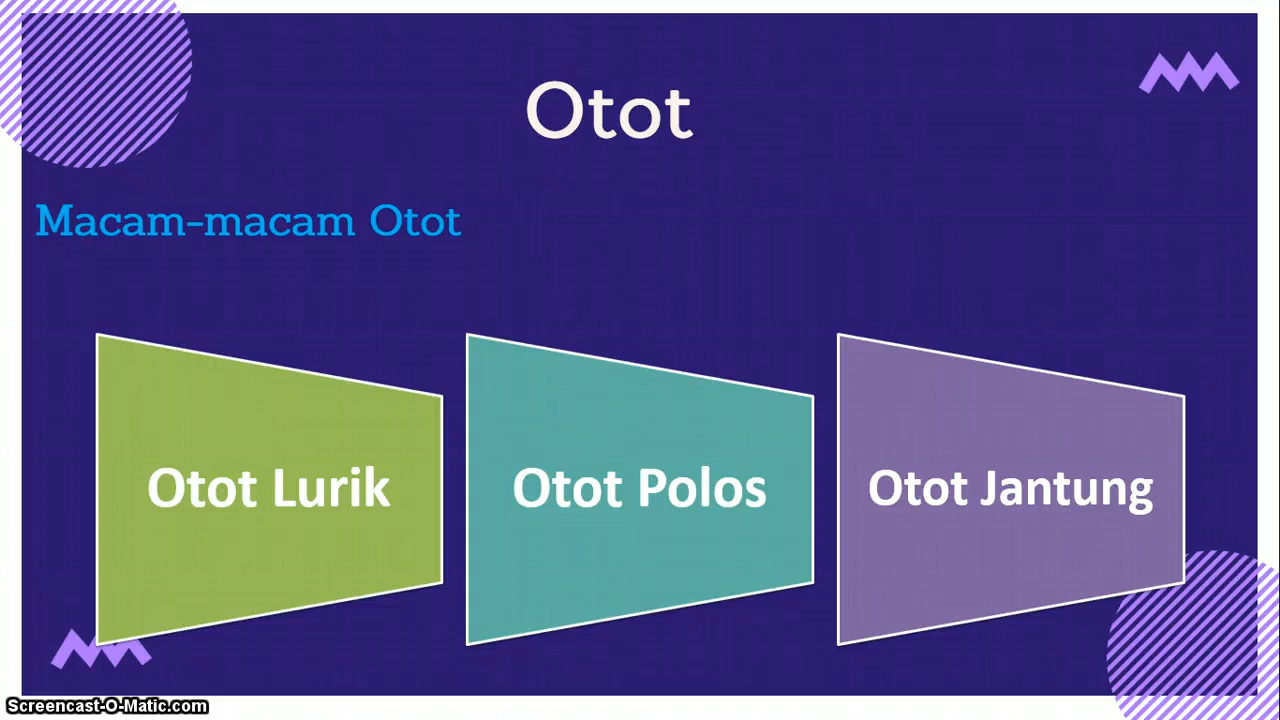 Otot
Macam-macam Otot
Otot Lurik
Otot Polos
Otot Jantung
Screencast-O-Matic.com